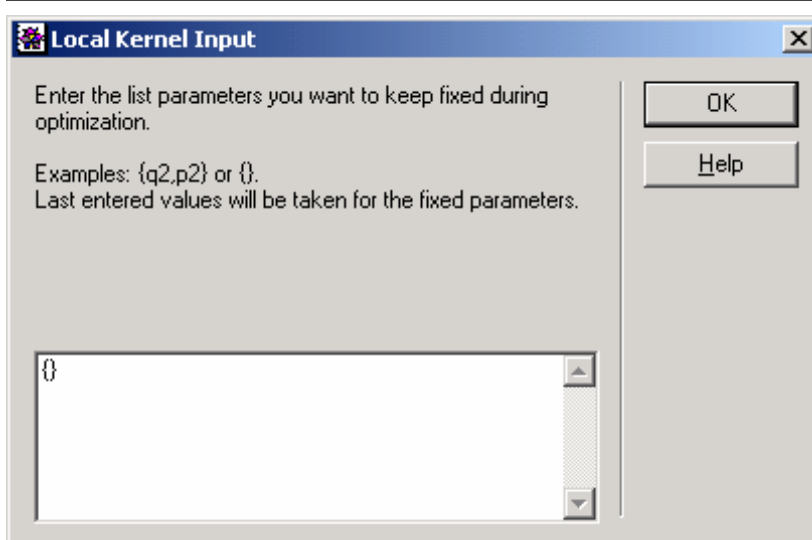 Local Kernel Input
Enter the list parameters you want to keep fixed during
optimization.
Examples: {q2,p2} or {}.
Last entered values will be taken for the fixed parameters.
OK
Help
{}